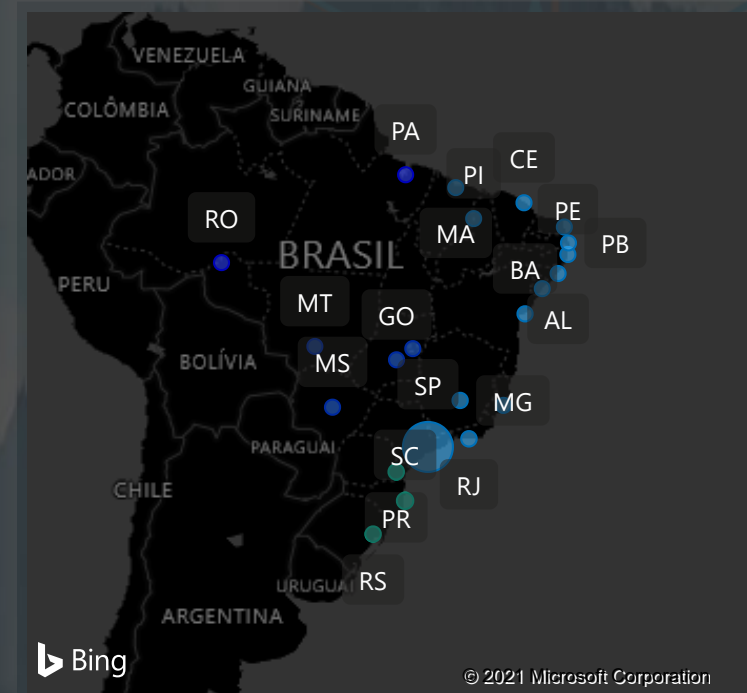 VENEZUELA
GUIANA
COLÔMBIA
SURINAME
PA
CE
ADOR
PI
RO
PE
MA
PB
BRASIL
BA
PERU
MT
GO
AL
BOLÍVIA
MS
SP
MG
PARAGUAI
SC
CHILE
RJ
PR
URUGUAI
RS
ARGENTINA
Bing
© 2021 Microsoft Corporation